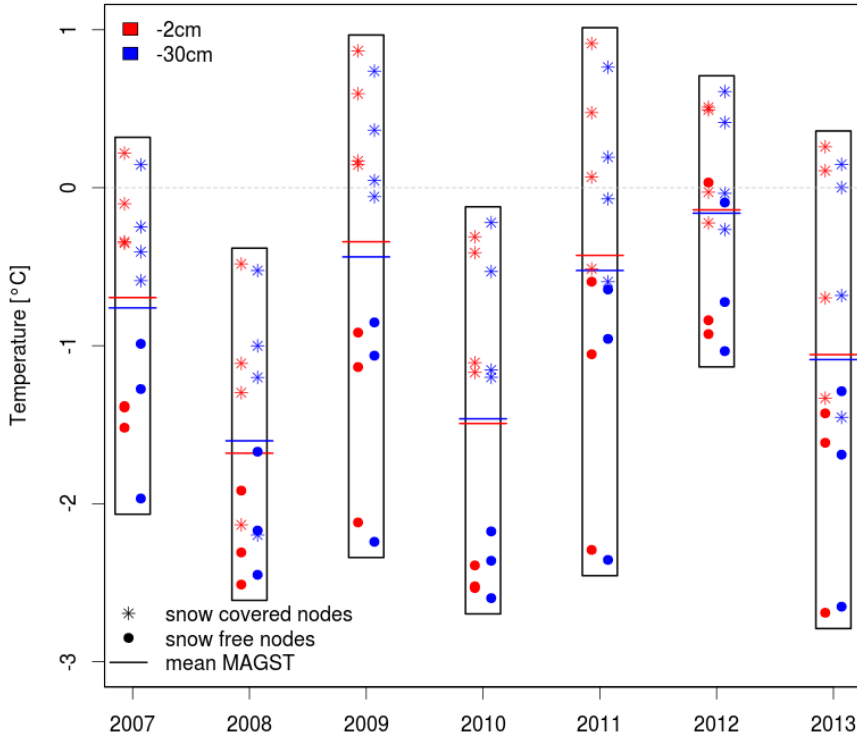 -2cm
-30cm
Temperature [°C]
1
0
-1
-2
-3
snow covered nodes
snow free nodes
mean MAGST
2007 2008 2009 2010 2011 2012 2013